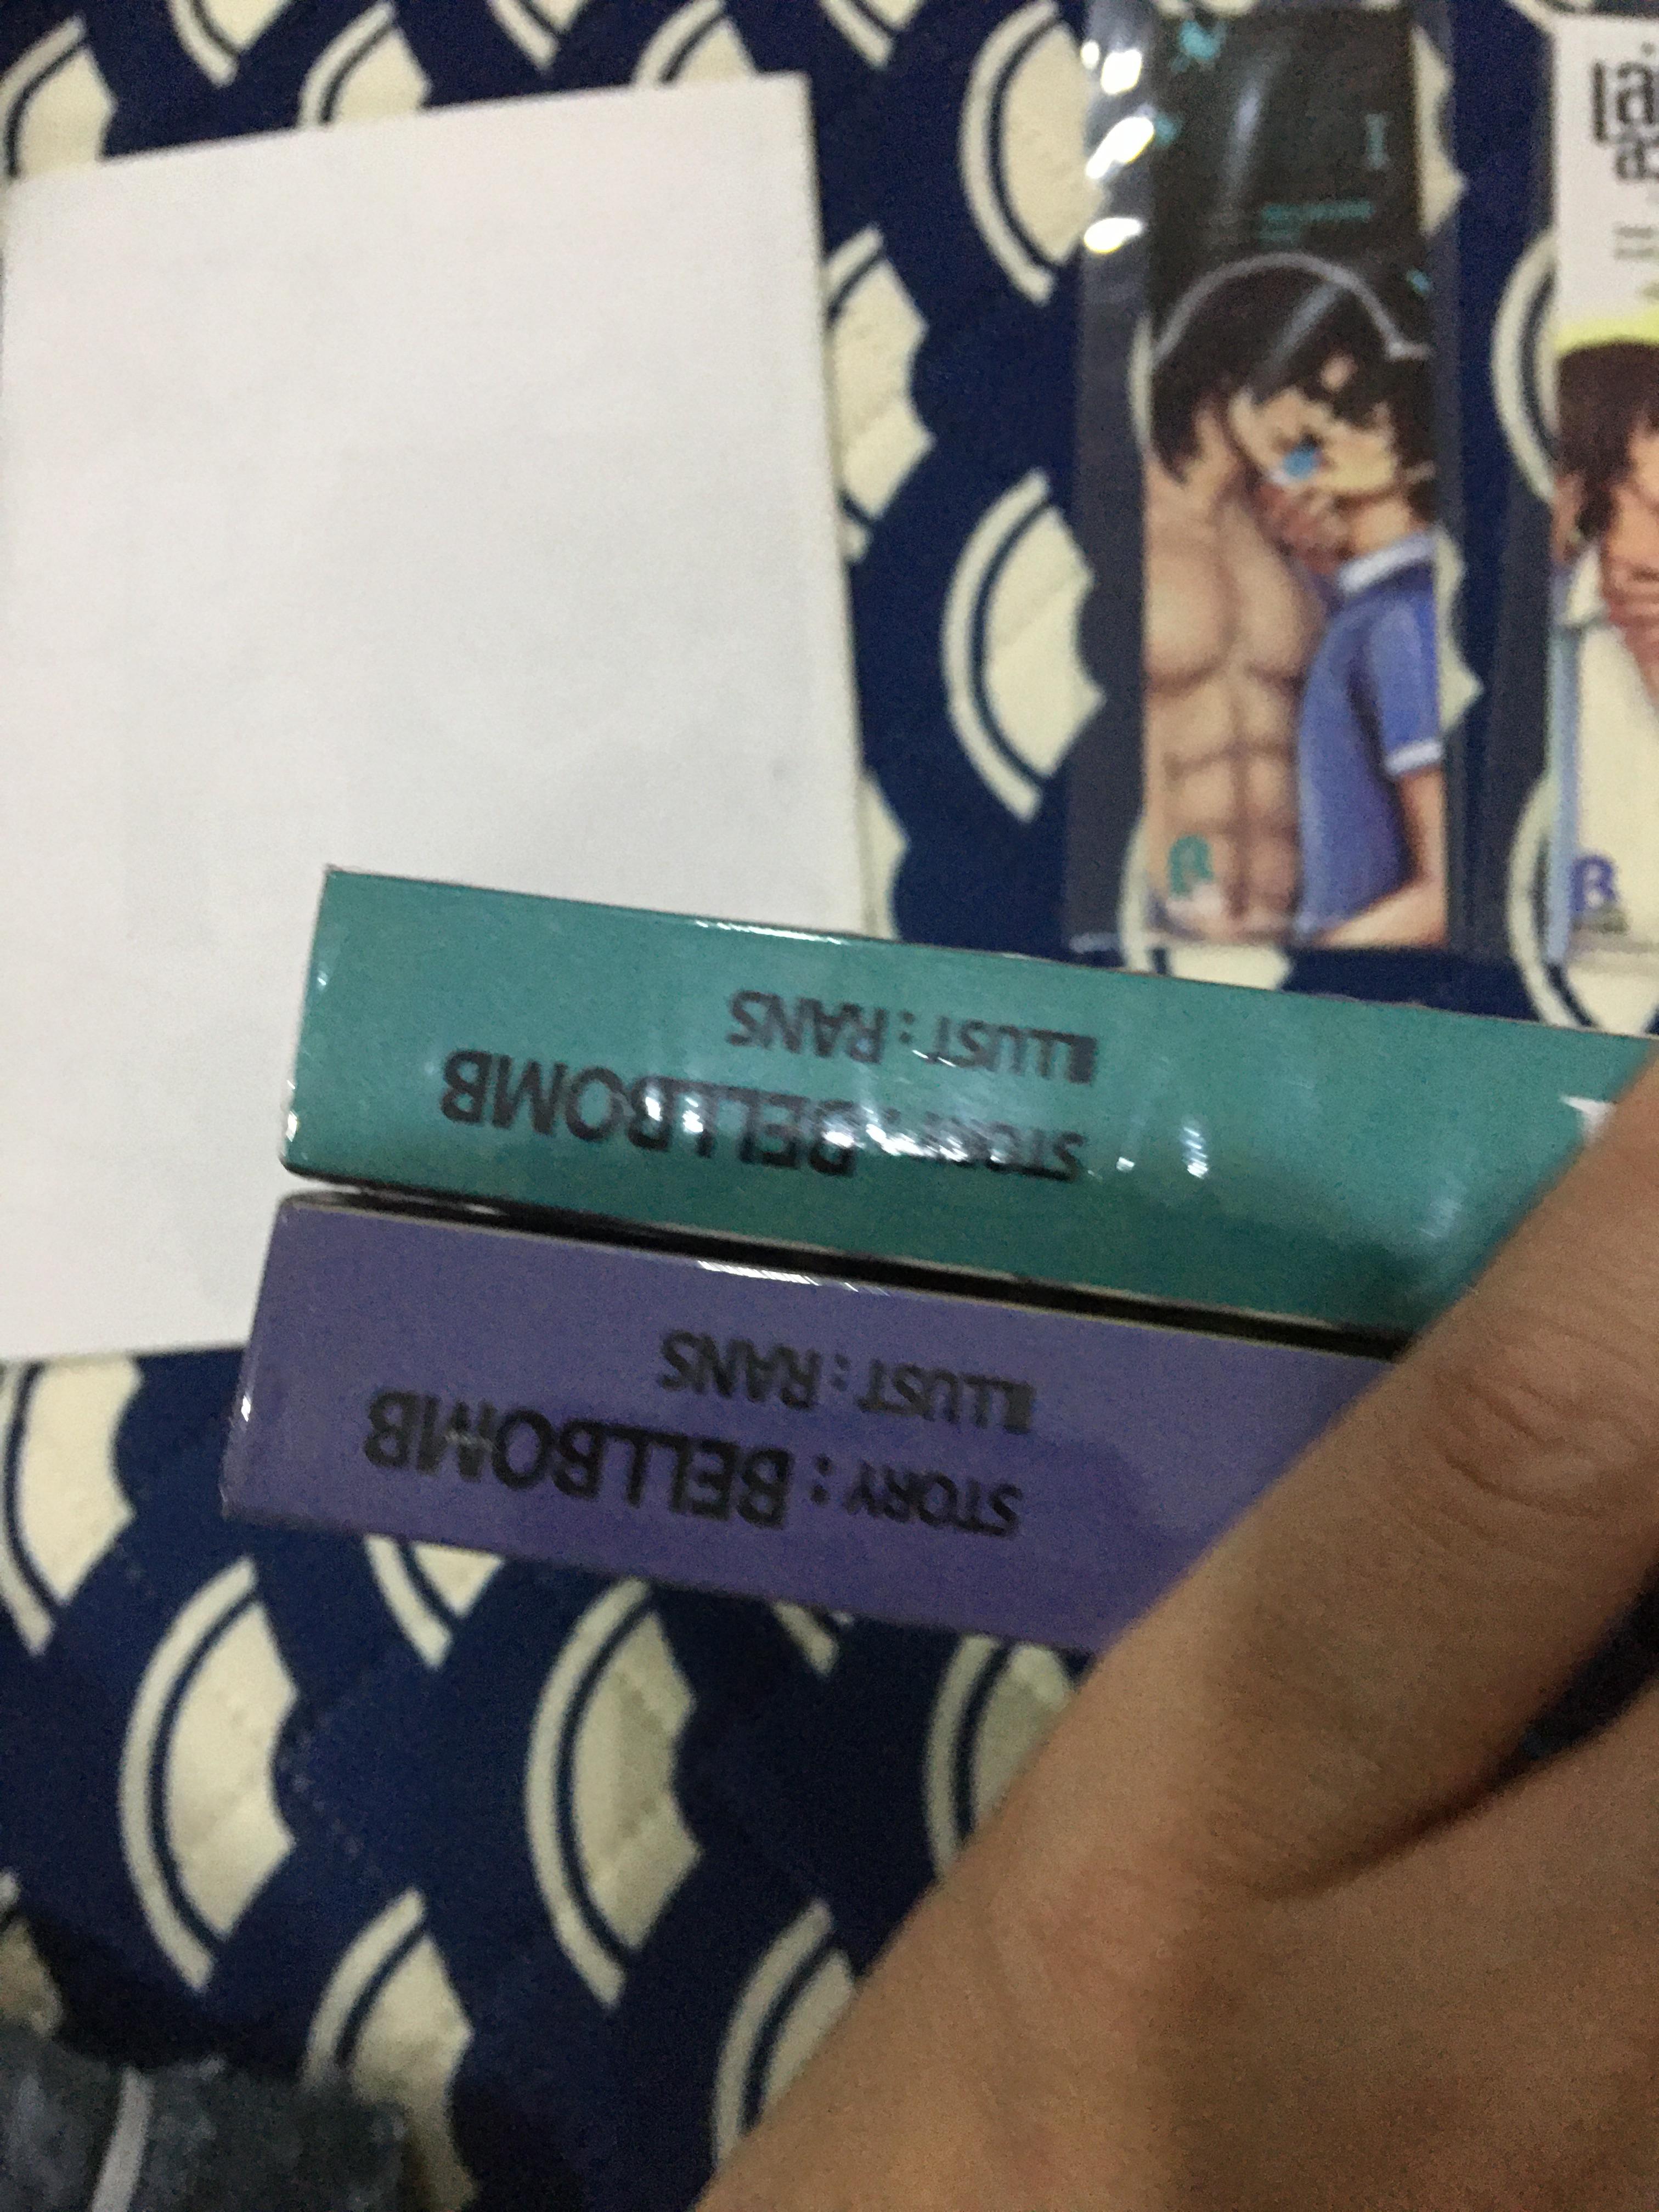 ILLUST : RANS
STORY : BELLBOMB
ILLUST : RANS
STORY : BELLBOMB
I
B
B